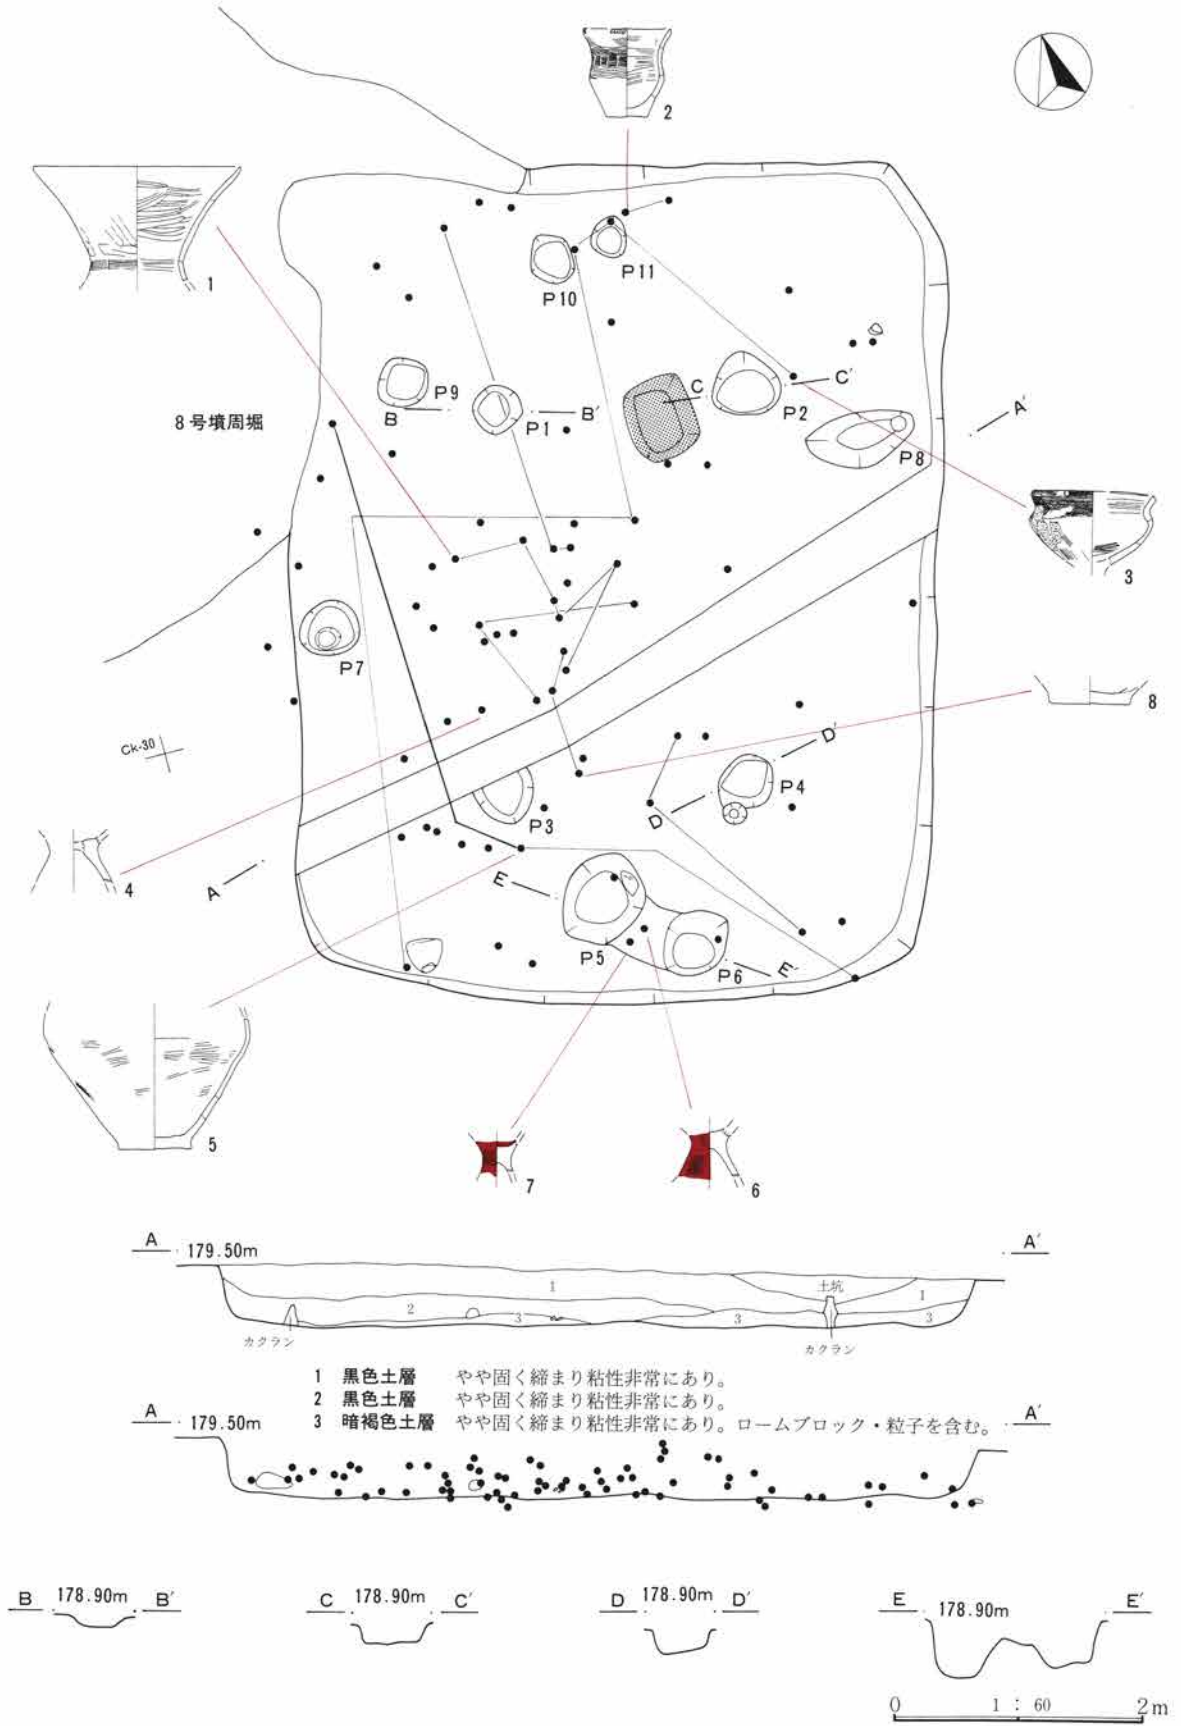 2
1
P11
P10
C
C′
P9
B
P1
B′
P2
A′
8号墳周堀
P8
3
P7
8
Ck-30
D′
P4
D
P3
4
A
E
P5
P6
E′
5
7
6
A 179.50m A′
1
土坑
1
2
3
3
3
カクラン
カクラン
1 黒色土層 やや固く締まり粘性非常にあり。
2 黒色土層 やや固く締まり粘性非常にあり。
3 暗褐色土層 やや固く締まり粘性非常にあり。ロームブロック・粒子を含む。
A 179.50m A′
B 178.90m B′
C 178.90m C′
D 178.90m D′
E 178.90m E′
0 1 : 60 2m